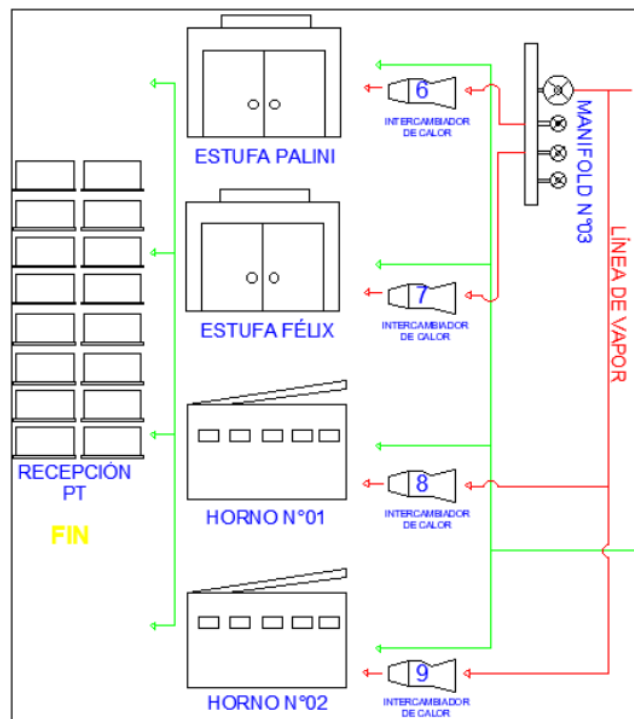 6
INTERCAMBIADOR
DE CALOR
ESTUFA PALINI
MANIFOLD N°03
7
INTERCAMBIADOR
DE CALOR
ESTUFA FÉLIX
LÍNEA DE VAPOR
RECEPCIÓN
PT
FIN
8
INTERCAMBIADOR
DE CALOR
HORNO N°01
9
INTERCAMBIADOR
DE CALOR
HORNO N°02